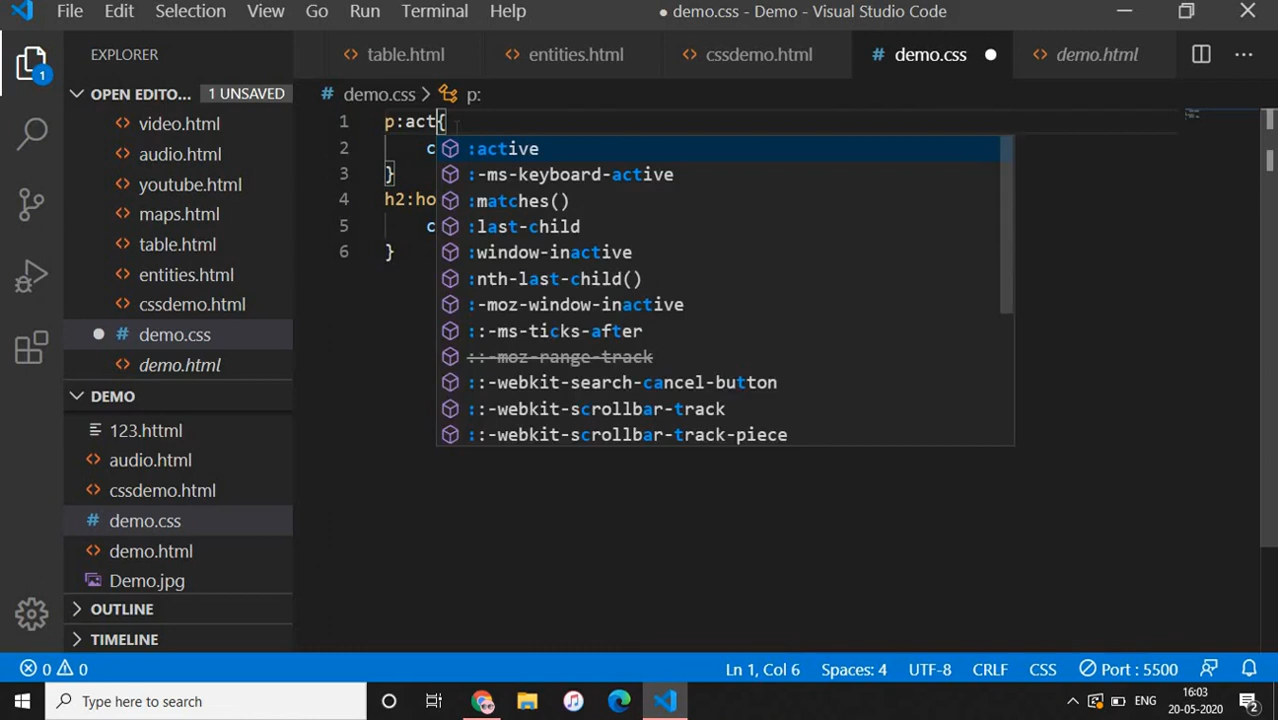 File Edit Selection View Go Run Terminal Help
● demo.css - Demo - Visual Studio Code
EXPLORER
table.html
entities.html
cssdemo.html
# demo.css ●
demo.html
OPEN EDITO... 1 UNSAVED
# demo.css > p:
1 p:act{
2 c
3 }
4 h2:ho
5 c
6 }
:active
:-ms-keyboard-active
:matches()
:last-child
:window-inactive
:nth-last-child()
:-moz-window-inactive
::-ms-ticks-after
::-moz-range-track
::-webkit-search-cancel-button
::-webkit-scrollbar-track
::-webkit-scrollbar-track-piece
1
video.html
audio.html
youtube.html
maps.html
table.html
entities.html
cssdemo.html
● # demo.css
demo.html
DEMO
123.httml
audio.html
cssdemo.html
# demo.css
demo.html
Demo.jpg
OUTLINE
TIMELINE
0 0
Ln 1, Col 6 Spaces: 4 UTF-8 CRLF CSS Port : 5500
Type here to search
ENG
16:03
20-05-2020
2